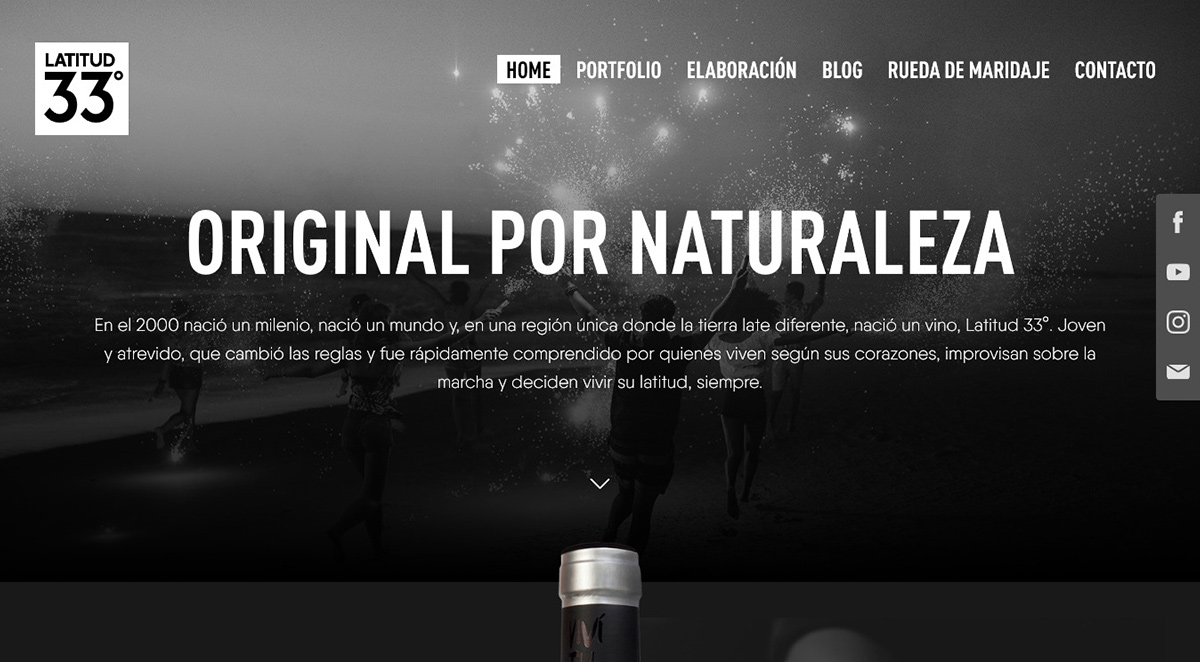 LATITUD
33°
HOME PORTFOLIO ELABORACIÓN BLOG RUEDA DE MARIDAJE CONTACTO
ORIGINAL POR NATURALEZA
En el 2000 nació un milenio, nació un mundo y, en una región única donde la tierra late diferente, nació un vino, Latitud 33°. Joven
y atrevido, que cambió las reglas y fue rápidamente comprendido por quienes viven según sus corazones, improvisan sobre la
marcha y deciden vivir su latitud, siempre.
VIVÍ